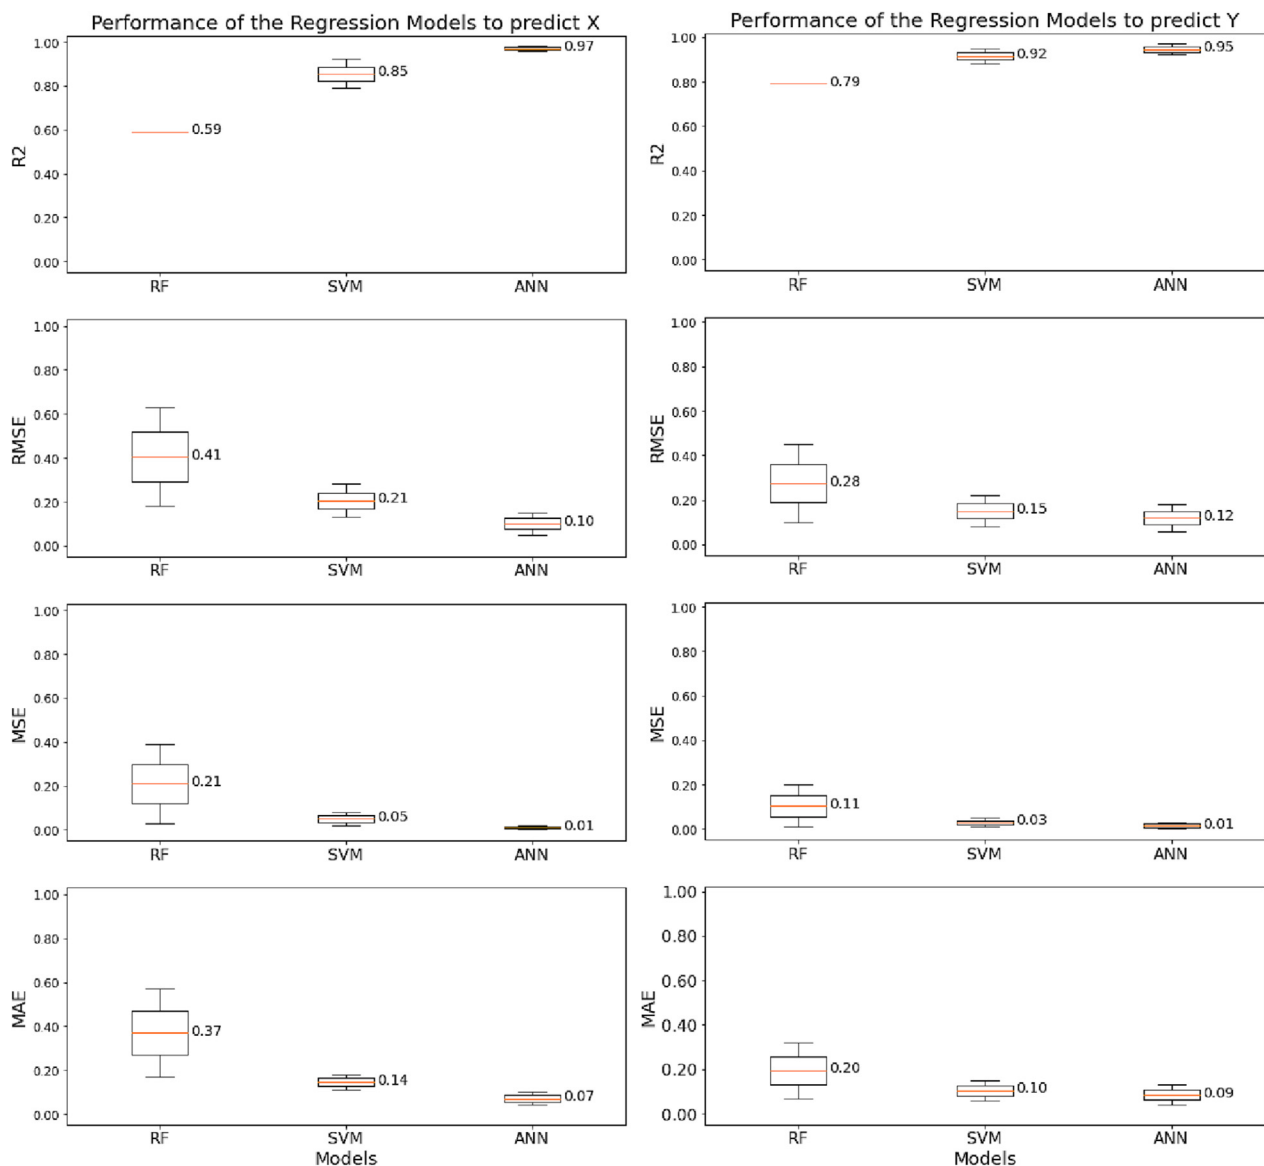 Performance of the Regression Models to predict X
1.00
0.80
0.60
0.40
0.20
0.00
R2
0.59
0.85
0.97
RF
SVM
ANN
Performance of the Regression Models to predict Y
1.00
0.80
0.60
0.40
0.20
0.00
R2
0.79
0.92
0.95
RF
SVM
ANN
1.00
0.80
0.60
0.40
0.20
0.00
RMSE
0.41
0.21
0.10
RF
SVM
ANN
1.00
0.80
0.60
0.40
0.20
0.00
RMSE
0.28
0.15
0.12
RF
SVM
ANN
1.00
0.80
0.60
0.40
0.20
0.00
MSE
0.21
0.05
0.01
RF
SVM
ANN
1.00
0.80
0.60
0.40
0.20
0.00
MSE
0.11
0.03
0.01
RF
SVM
ANN
1.00
0.80
0.60
0.40
0.20
0.00
MAE
0.37
0.14
0.07
RF
SVM
ANN
Models
1.00
0.80
0.60
0.40
0.20
0.00
MAE
0.20
0.10
0.09
RF
SVM
ANN
Models